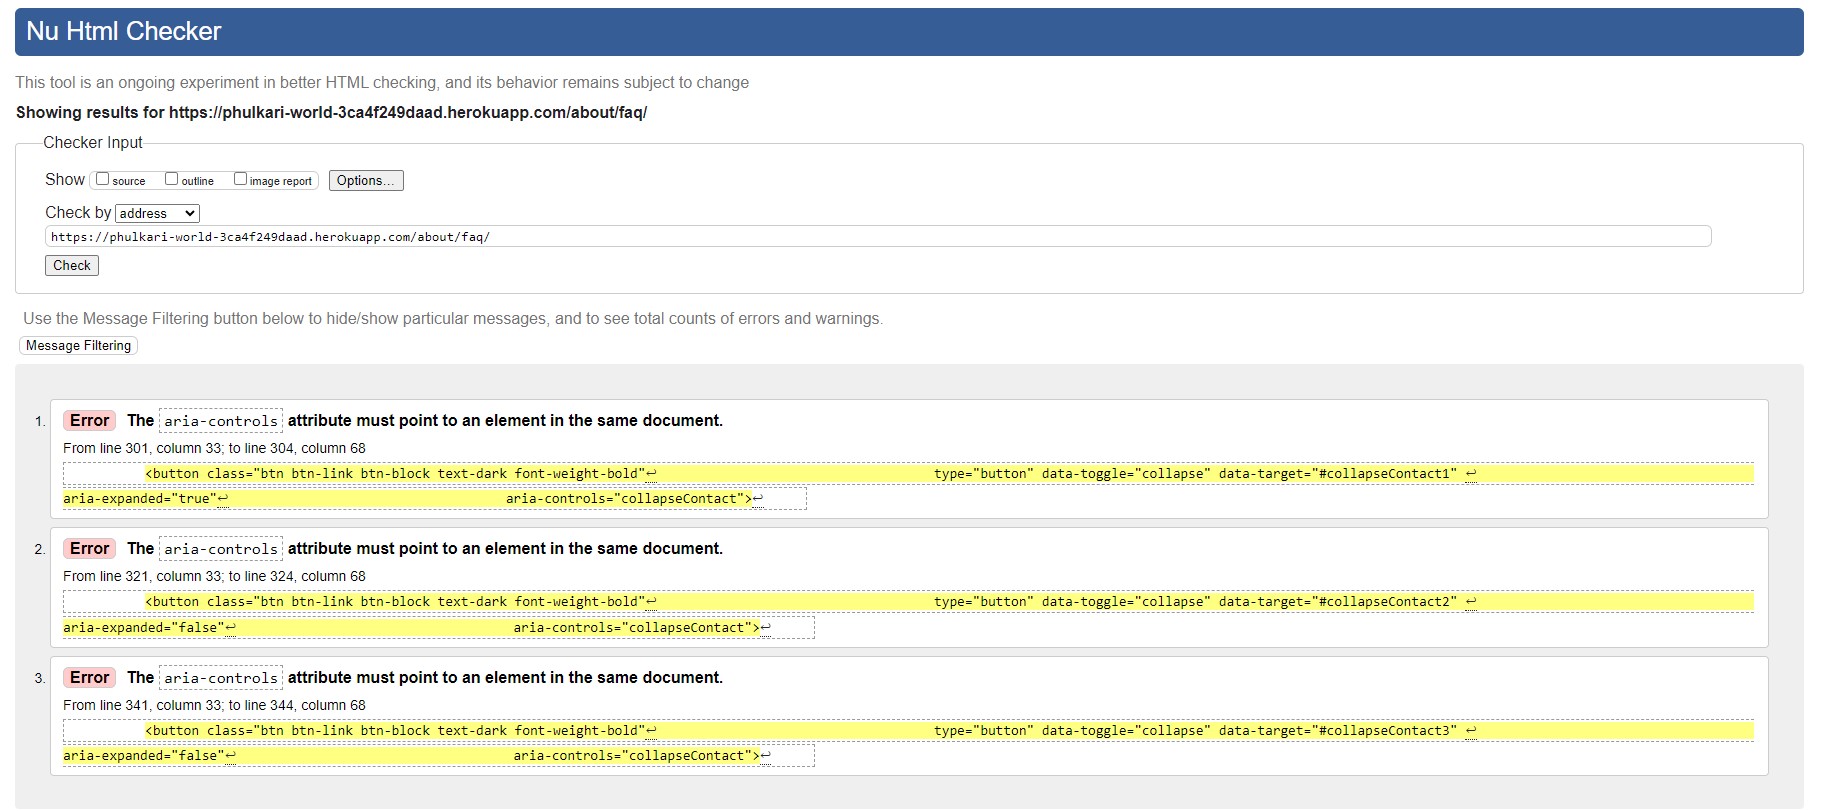 Nu Html Checker
This tool is an ongoing experiment in better HTML checking, and its behavior remains subject to change
Showing results for https://phulkari-world-3ca4f249daad.herokuapp.com/about/faq/
Checker Input
Show source outline image report Options...
Check by address
https://phulkari-world-3ca4f249daad.herokuapp.com/about/faq/
Check
Use the Message Filtering button below to hide/show particular messages, and to see total counts of errors and warnings.
Message Filtering
1. Error The aria-controls attribute must point to an element in the same document.
From line 301, column 33; to line 304, column 68
<button class="btn btn-link btn-block text-dark font-weight-bold"↩ type="button" data-toggle="collapse" data-target="#collapseContact1" ↩
aria-expanded="true"↩ aria-controls="collapseContact">↩
2. Error The aria-controls attribute must point to an element in the same document.
From line 321, column 33; to line 324, column 68
<button class="btn btn-link btn-block text-dark font-weight-bold"↩ type="button" data-toggle="collapse" data-target="#collapseContact2" ↩
aria-expanded="false"↩ aria-controls="collapseContact">↩
3. Error The aria-controls attribute must point to an element in the same document.
From line 341, column 33; to line 344, column 68
<button class="btn btn-link btn-block text-dark font-weight-bold"↩ type="button" data-toggle="collapse" data-target="#collapseContact3" ↩
aria-expanded="false"↩ aria-controls="collapseContact">↩